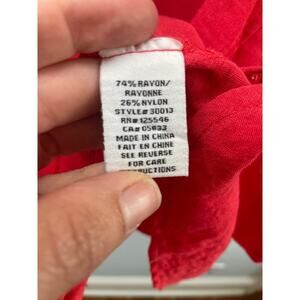 74% RAYON/
RAYONNE
26% NYLON
STYLE# 30013
RN# 125546
CA# 05033
MADE IN CHINA
FAIT EN CHINE
SEE REVERSE
FOR CARE
INSTRUCTIONS